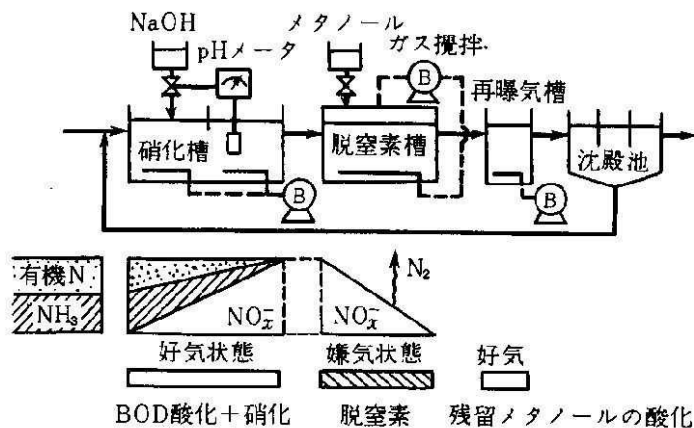 NaOH
メタノール
pHメータ
ガス攪拌
B
再曝気槽
硝化槽
脱窒素槽
沈殿池
B
B
有機N
NH₃
NOx⁻
NOx⁻
N₂
好気状態
嫌気状態
好気
BOD酸化+硝化
脱窒素
残留メタノールの酸化